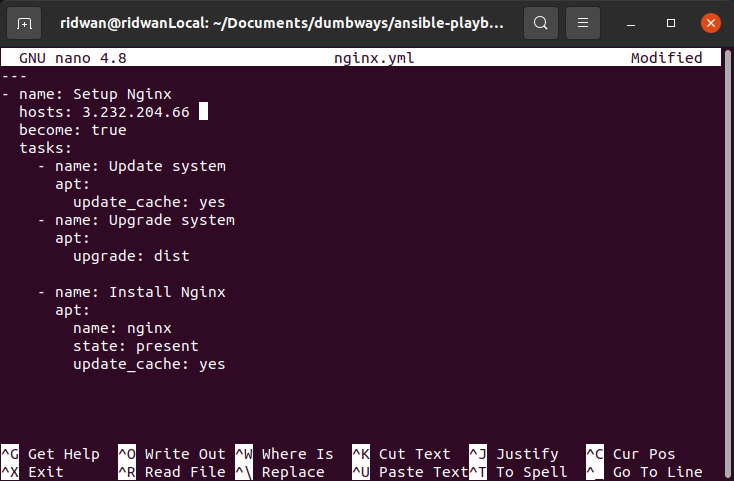 ridwan@ridwanLocal: ~/Documents/dumbways/ansible-playb...
GNU nano 4.8 nginx.yml Modified
---
- name: Setup Nginx
  hosts: 3.232.204.66
  become: true
  tasks:
    - name: Update system
      apt:
        update_cache: yes
    - name: Upgrade system
      apt:
        upgrade: dist
    - name: Install Nginx
      apt:
        name: nginx
        state: present
        update_cache: yes
^G Get Help ^O Write Out ^W Where Is ^K Cut Text ^J Justify ^C Cur Pos
^X Exit ^R Read File ^\ Replace ^U Paste Text ^T To Spell ^_ Go To Line